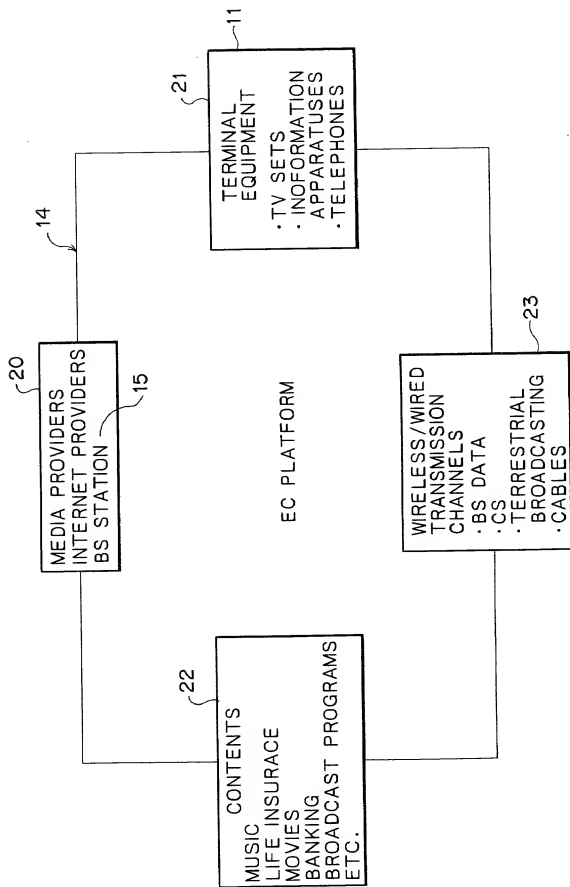 14
20
MEDIA PROVIDERS
INTERNET PROVIDERS
BS STATION
15
21
11
TERMINAL
EQUIPMENT
· TV SETS
· INOFORMATION
APPARATUSES
· TELEPHONES
EC PLATFORM
22
CONTENTS
MUSIC
LIFE INSURACE
MOVIES
BANKING
BROADCAST PROGRAMS
ETC.
23
WIRELESS/WIRED
TRANSMISSION
CHANNELS
· BS DATA
· CS
· TERRESTRIAL
BROADCASTING
· CABLES